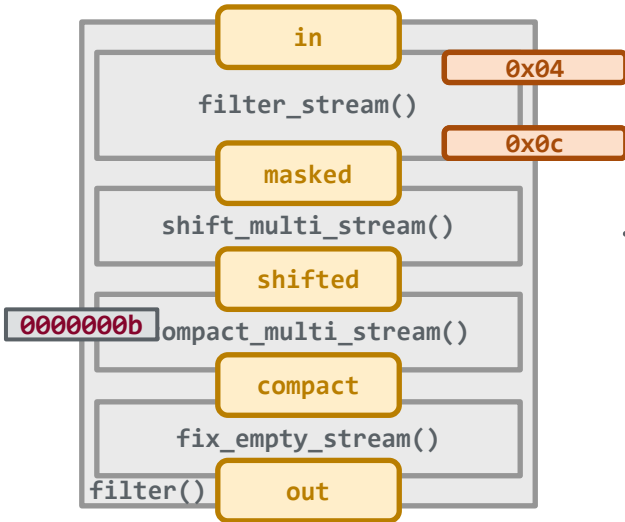 in
0x04
filter_stream()
0x0c
masked
shift_multi_stream()
shifted
0000000b
ompact_multi_stream()
compact
fix_empty_stream()
filter()
out